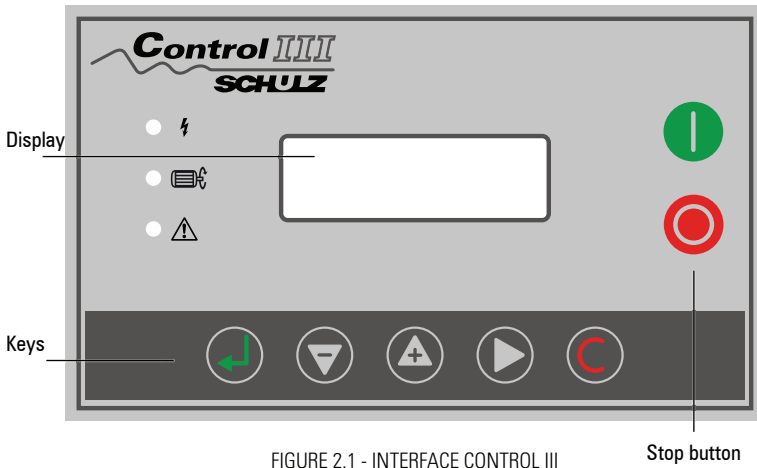 Control III
SCHULZ
Display
Keys
Stop button
FIGURE 2.1 - INTERFACE CONTROL III